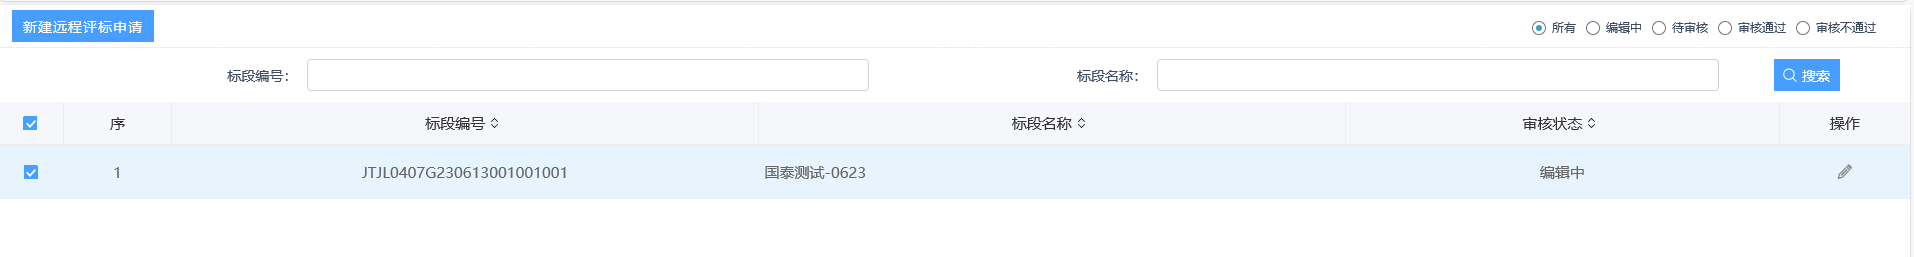 新建远程评标申请 所有 编辑中 待审核 审核通过 审核不通过
标段编号： 标段名称： 搜索
序 标段编号 标段名称 审核状态 操作
1 JTJL0407G230613001001001 国泰测试-0623 编辑中